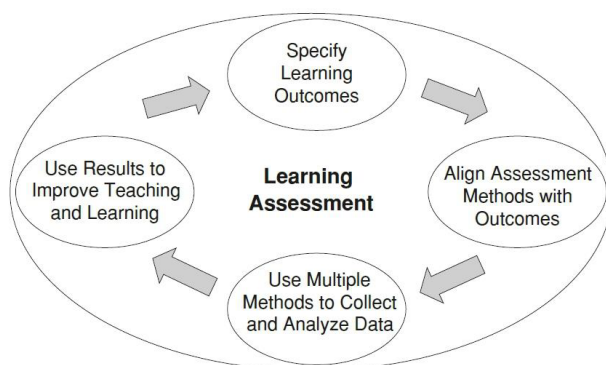 Specify
Learning
Outcomes
Use Results to
Improve Teaching
and Learning
Learning
Assessment
Align Assessment
Methods with
Outcomes
Use Multiple
Methods to Collect
and Analyze Data